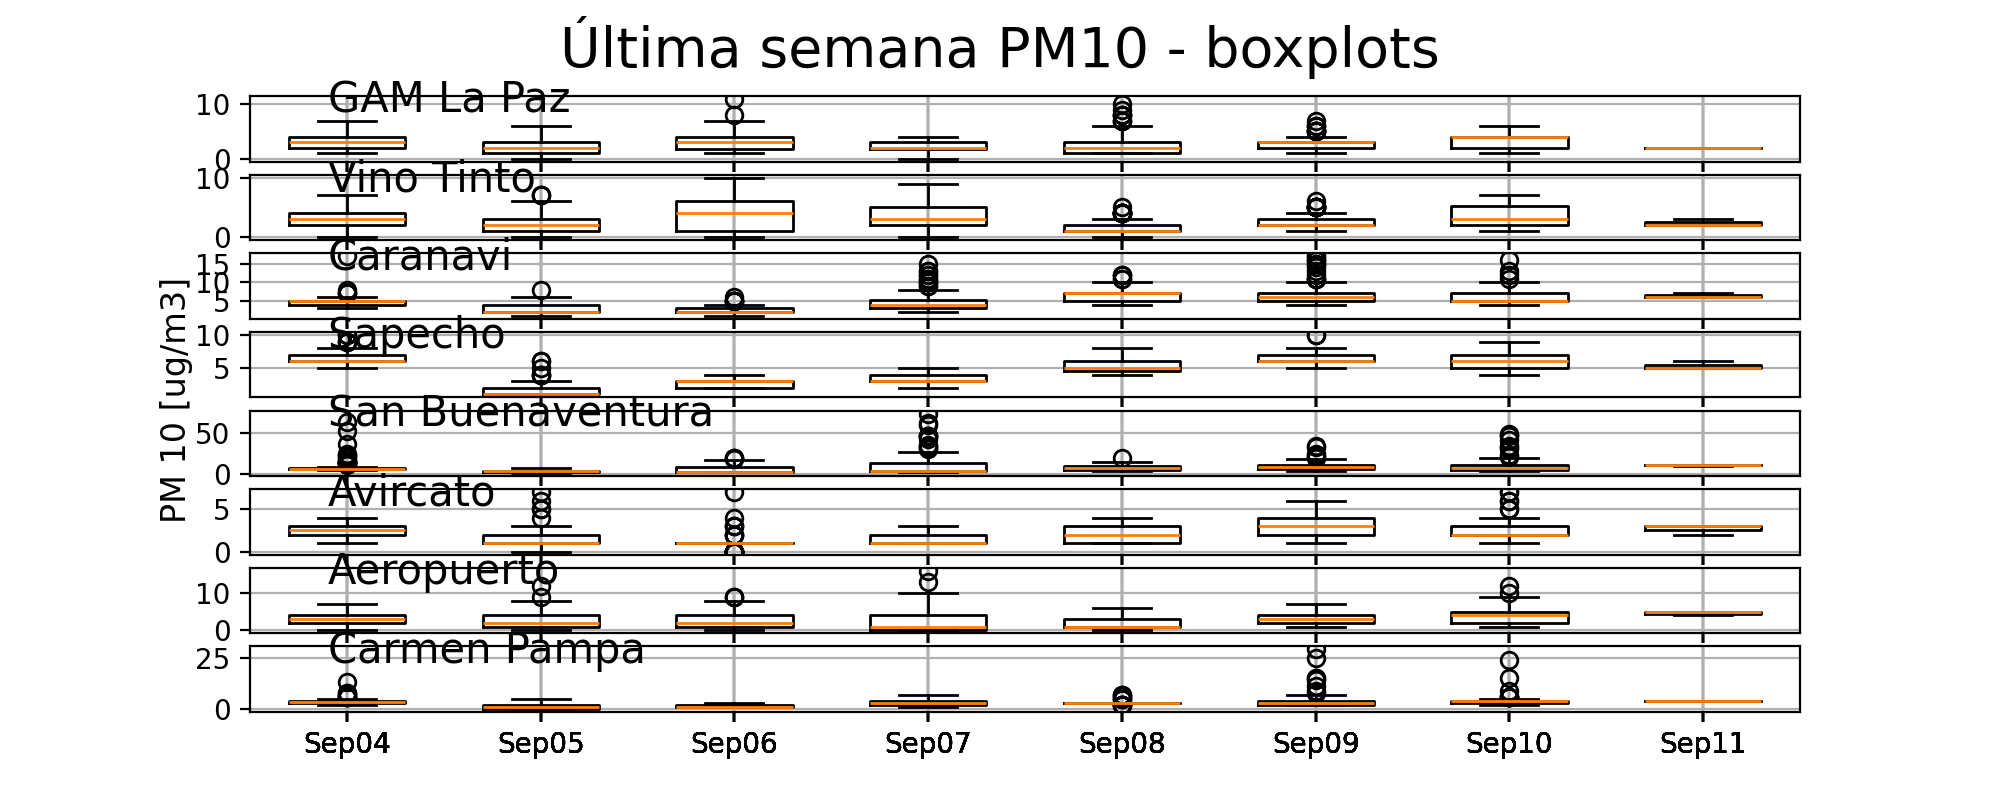 Última semana PM10 - boxplots
GAM La Paz
10
0
Vino Tinto
10
0
Caranavi
15
10
5
Sapecho
10
5
San Buenaventura
50
0
Avircato
5
0
Aeropuerto
10
0
Carmen Pampa
25
0
PM 10 [ug/m3]
Sep04 Sep05 Sep06 Sep07 Sep08 Sep09 Sep10 Sep11